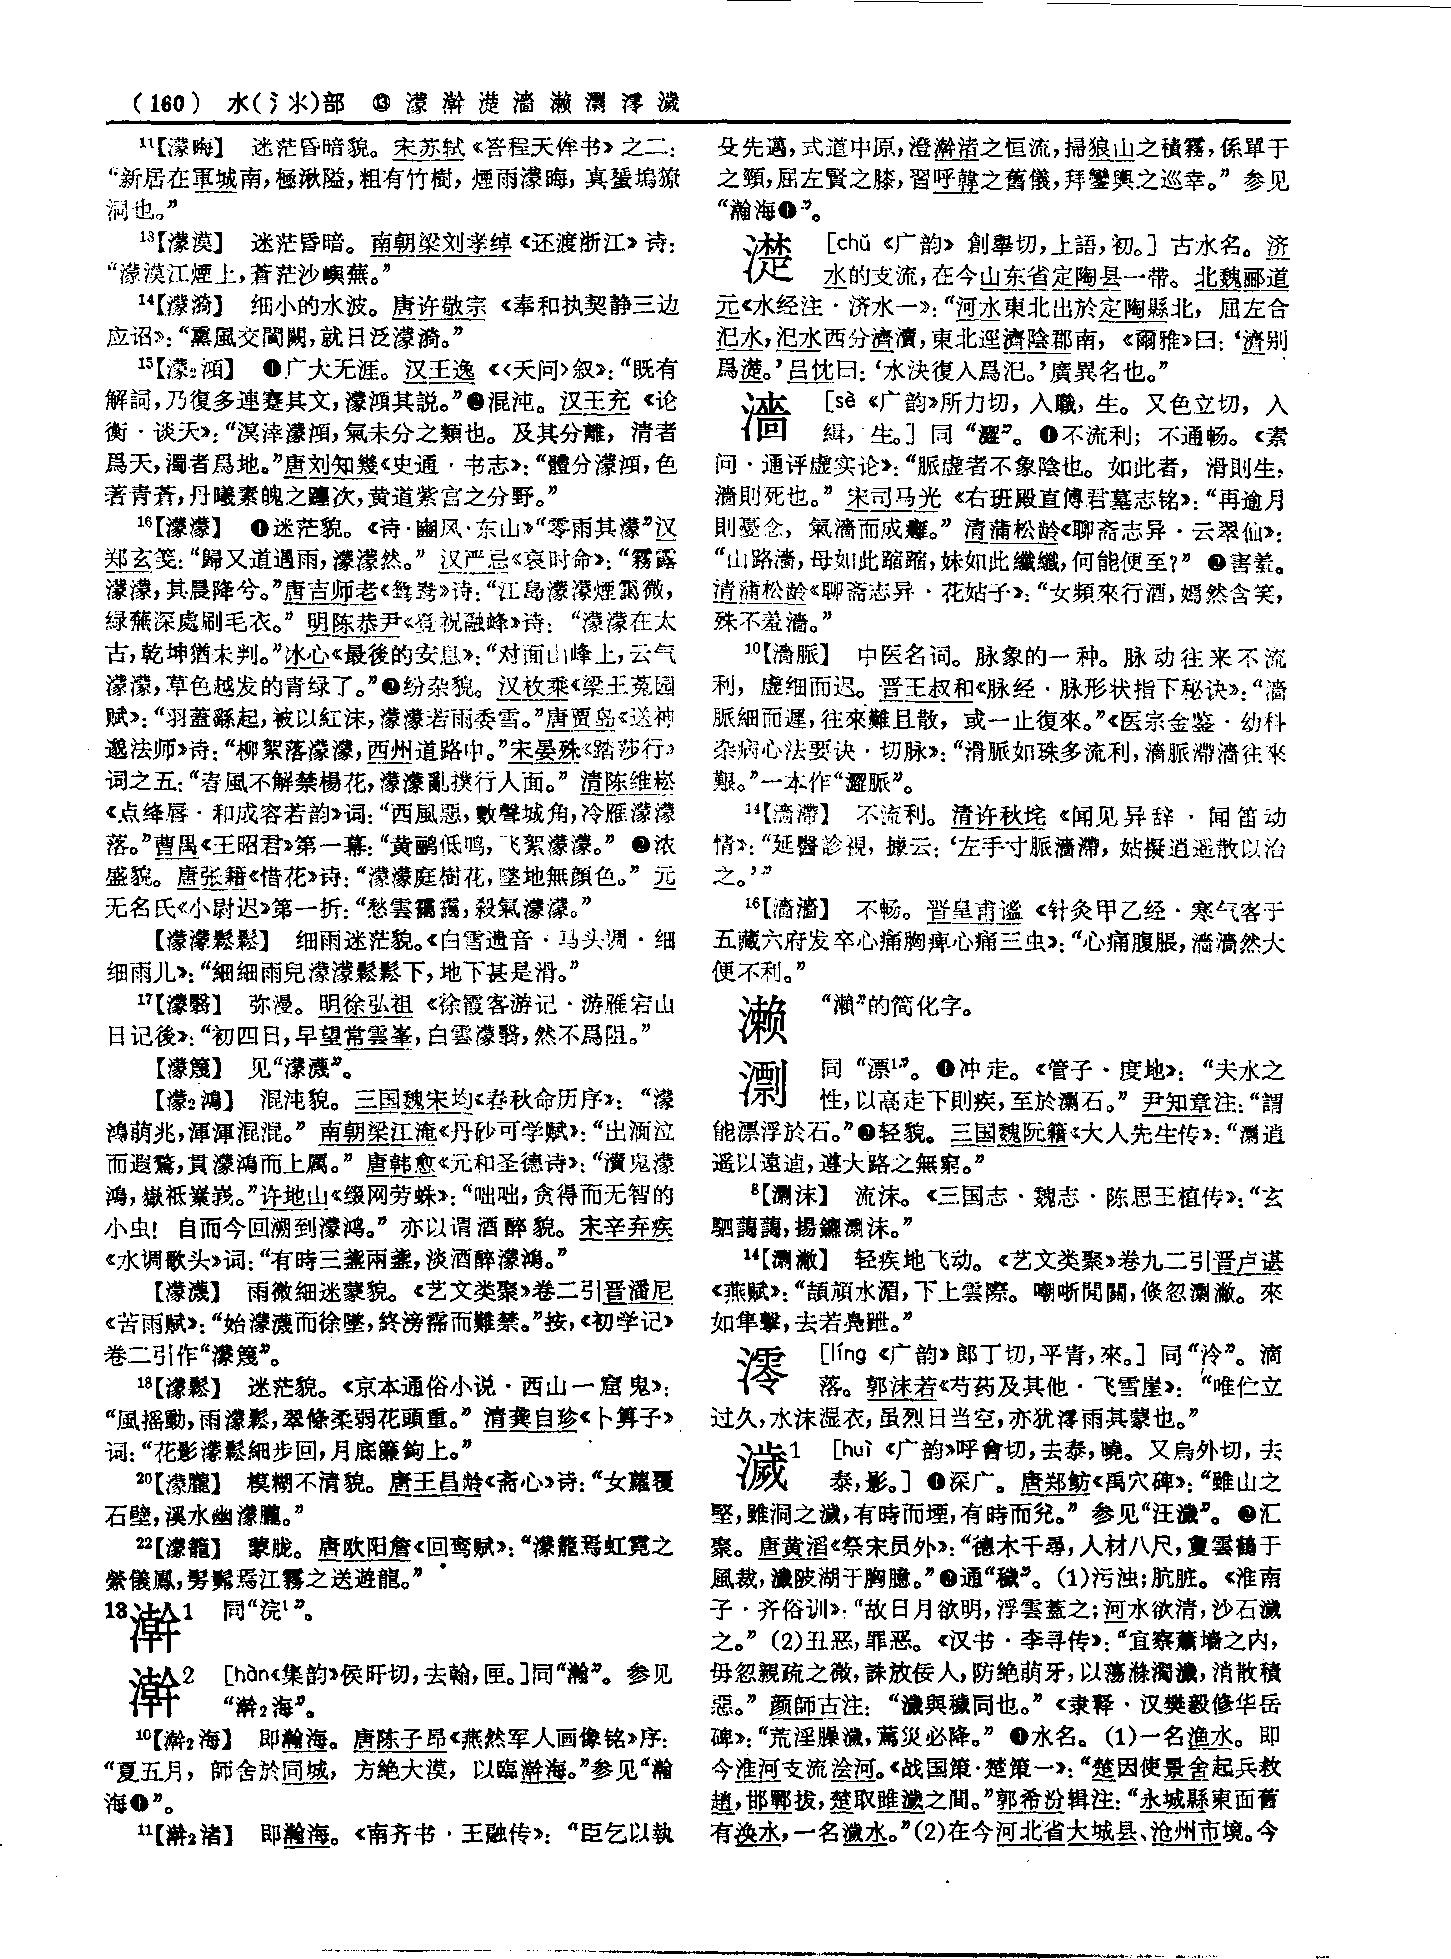 (160) 水(氵氺)部 ⑬ 濛澣濋濇濑㵱澪濊
11【濛晦】 迷茫昏暗貌。宋苏轼《答程天侔书》之二：
“新居在軍城南，極湫隘，粗有竹樹，煙雨濛晦，真蜑塢獠
洞也。”
13【濛漠】 迷茫昏暗。南朝梁刘孝绰《还渡浙江》诗：
“濛漠江煙上，蒼茫沙嶼蕪。”
14【濛漪】 细小的水波。唐许敬宗《奉和执契静三边
应诏》：“熏風交閶闕，就日泛濛漪。”
15【濛2澒】 ❶广大无涯。汉王逸《〈天问〉叙》：“既有
解詞，乃復多連蹇其文，濛澒其説。”❷混沌。汉王充《论
衡·谈天》：“溟涬濛澒，氣未分之類也。及其分離，清者
爲天，濁者爲地。”唐刘知幾《史通·书志》：“體分濛澒，色
著青蒼，丹曦素魄之躔次，黄道紫宫之分野。”
16【濛濛】 ❶迷茫貌。《诗·豳风·东山》“零雨其濛”汉
郑玄笺：“歸又道遇雨，濛濛然。”汉严忌《哀时命》：“霧露
濛濛，其晨降兮。”唐吉师老《鸳鸯》诗：“江島濛濛煙靄微，
绿蕪深處刷毛衣。”明陈恭尹《登祝融峰》诗：“濛濛在太
古，乾坤猶未判。”冰心《最後的安息》：“对面山峰上，云气
濛濛，草色越发的青绿了。”❷纷杂貌。汉枚乘《梁王菟园
赋》：“羽蓋繇起，被以紅沫，濛濛若雨委雪。”唐贾岛《送神
邈法师》诗：“柳絮落濛濛，西州道路中。”宋晏殊《踏莎行》
词之五：“春風不解禁楊花，濛濛亂撲行人面。”清陈维崧
《点绛唇·和成容若韵》词：“西風惡，數聲城角，冷雁濛濛
落。”曹禺《王昭君》第一幕：“黄鹂低鸣，飞絮濛濛。”❸浓
盛貌。唐张籍《惜花》诗：“濛濛庭樹花，墜地無顔色。”元
无名氏《小尉迟》第一折：“愁雲靄靄，殺氣濛濛。”
【濛濛鬆鬆】 细雨迷茫貌。《白雪遗音·马头调·细
细雨儿》：“細細雨兒濛濛鬆鬆下，地下甚是滑。”
17【濛翳】 弥漫。明徐弘祖《徐霞客游记·游雁宕山
日记後》：“初四日，早望常雲峯，白雲濛翳，然不爲阻。”
【濛篾】 见“濛濊”。
【濛2鴻】 混沌貌。三国魏宋均《春秋命历序》：“濛
鴻萌兆，渾渾混混。”南朝梁江淹《丹砂可学赋》：“出湎泣
而遐騖，貫濛鴻而上厲。”唐韩愈《元和圣德诗》：“瀆鬼濛
鴻，嶽祇嶪峩。”许地山《缀网劳蛛》：“咄咄，贪得而无智的
小虫！自而今回溯到濛鸿。”亦以谓酒醉貌。宋辛弃疾
《水调歌头》词：“有時三盞兩盞，淡酒醉濛鴻。”
【濛濊】 雨微细迷蒙貌。《艺文类聚》卷二引晋潘尼
《苦雨赋》：“始濛濊而徐墜，終滂霈而難禁。”按，《初学记》
卷二引作“濛篾”。
18【濛鬆】 迷茫貌。《京本通俗小说·西山一窟鬼》：
“風摇動，雨濛鬆，翠條柔弱花頭重。”清龚自珍《卜算子》
词：“花影濛鬆細步回，月底簾鈎上。”
20【濛朧】 模糊不清貌。唐王昌龄《斋心》诗：“女蘿覆
石壁，溪水幽濛朧。”
22【濛籠】 蒙胧。唐欧阳詹《回鸾赋》：“濛籠焉虹霓之
縈儀鳳，髣髴焉江霧之送遊龍。”
13澣1 同“浣1”。
澣2 [hàn《集韵》侯旰切，去翰，匣。]同“瀚”。参见
“澣2海”。
10【澣2海】 即瀚海。唐陈子昂《燕然军人画像铭》序：
“夏五月，師舍於同城，方絶大漠，以臨澣海。”参见“瀚
海❶”。
11【澣2渚】 即瀚海。《南齐书·王融传》：“臣乞以執
殳先邁，式道中原，澄澣渚之恒流，掃狼山之積霧，係單于
之頸，屈左賢之膝，習呼韓之舊儀，拜鑾輿之巡幸。”参见
“瀚海❶”。
濋 [chǔ《广韵》創舉切，上語，初。]古水名。济
水的支流，在今山东省定陶县一带。北魏郦道
元《水经注·济水一》：“河水東北出於定陶縣北，屈左合
汜水，汜水西分濟瀆，東北逕濟陰郡南，《爾雅》曰：‘濟别
爲濋。’吕忱曰：‘水決復入爲汜。’廣異名也。”
濇 [sè《广韵》所力切，入職，生。又色立切，入
緝，生。]同“澀”。❶不流利；不通畅。《素
问·通评虚实论》：“脈虚者不象陰也。如此者，滑則生，
濇則死也。”宋司马光《右班殿直傅君墓志铭》：“再逾月
則憂念，氣濇而成癰。”清蒲松龄《聊斋志异·云翠仙》：
“山路濇，母如此蹜蹜，妹如此纖纖，何能便至？”❷害羞。
清蒲松龄《聊斋志异·花姑子》：“女頻來行酒，嫣然含笑，
殊不羞濇。”
10【濇脈】 中医名词。脉象的一种。脉动往来不流
利，虚细而迟。晋王叔和《脉经·脉形状指下秘诀》：“濇
脈細而遲，往來難且散，或一止復來。”《医宗金鉴·幼科
杂病心法要诀·切脉》：“滑脈如珠多流利，濇脈滯濇往來
艱。”一本作“澀脈”。
14【濇滯】 不流利。清许秋垞《闻见异辞·闻笛动
情》：“延醫診視，據云：‘左手寸脈濇滯，姑擬逍遥散以治
之。’”
16【濇濇】 不畅。晋皇甫谧《针灸甲乙经·寒气客于
五藏六府发卒心痛胸痹心痛三虫》：“心痛腹脹，濇濇然大
便不利。”
濑 “瀨”的简化字。
㵱 同“漂1”。❶冲走。《管子·度地》：“夫水之
性，以高走下則疾，至於㵱石。”尹知章注：“謂
能漂浮於石。”❷轻貌。三国魏阮籍《大人先生传》：“㵱逍
遥以遠迪，遵大路之無窮。”
8【㵱沫】 流沫。《三国志·魏志·陈思王植传》：“玄
駟藹藹，揚鑣㵱沫。”
14【㵱潎】 轻疾地飞动。《艺文类聚》卷九二引晋卢谌
《燕赋》：“頡頏水湄，下上雲際。嘲哳閒關，倏忽㵱潎。來
如隼擊，去若鳧跇。”
澪 [líng《广韵》郎丁切，平青，來。]同“冷”。滴
落。郭沫若《芍药及其他·飞雪崖》：“唯伫立
过久，水沫湿衣，虽烈日当空，亦犹澪雨其蒙也。”
濊1 [huì《广韵》呼會切，去泰，曉。又烏外切，去
泰，影。]❶深广。唐郑鲂《禹穴碑》：“雖山之
堅，雖洞之濊，有時而堙，有時而兌。”参见“汪濊”。❷汇
聚。唐黄滔《祭宋员外》：“德木千尋，人材八尺，夐雲鶴于
風裁，濊陂湖于胸臆。”❸通“穢”。(1)污浊；肮脏。《淮南
子·齐俗训》：“故日月欲明，浮雲蓋之；河水欲清，沙石濊
之。”(2)丑恶，罪恶。《汉书·李寻传》：“宜察蕭墻之内，
毋忽親疏之微，誅放佞人，防絶萌牙，以蕩滌濁濊，消散積
惡。”颜師古注：“濊與穢同也。”《隶释·汉樊毅修华岳
碑》：“荒淫臊濊，蔿災必降。”❹水名。(1)一名渔水。即
今淮河支流浍河。《战国策·楚策一》：“楚因使景舍起兵救
趙，邯鄲拔，楚取睢濊之間。”郭希汾辑注：“永城縣東面舊
有涣水，一名濊水。”(2)在今河北省大城县、沧州市境。今